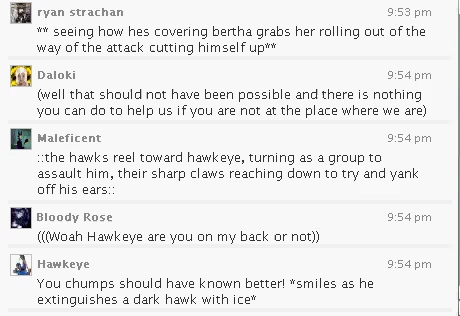 ryan strachan 9:53 pm
** seeing how hes covering bertha grabs her rolling out of the
way of the attack cutting himself up**
Daloki 9:54 pm
(well that should not have been possible and there is nothing
you can do to help us if you are not at the place where we are)
Maleficent 9:54 pm
::the hawks reel toward hawkeye, turning as a group to
assault him, their sharp claws reaching down to try and yank
off his ears::
Bloody Rose 9:54 pm
(((Woah Hawkeye are you on my back or not))
Hawkeye 9:54 pm
You chumps should have known better! *smiles as he
extinguishes a dark hawk with ice*